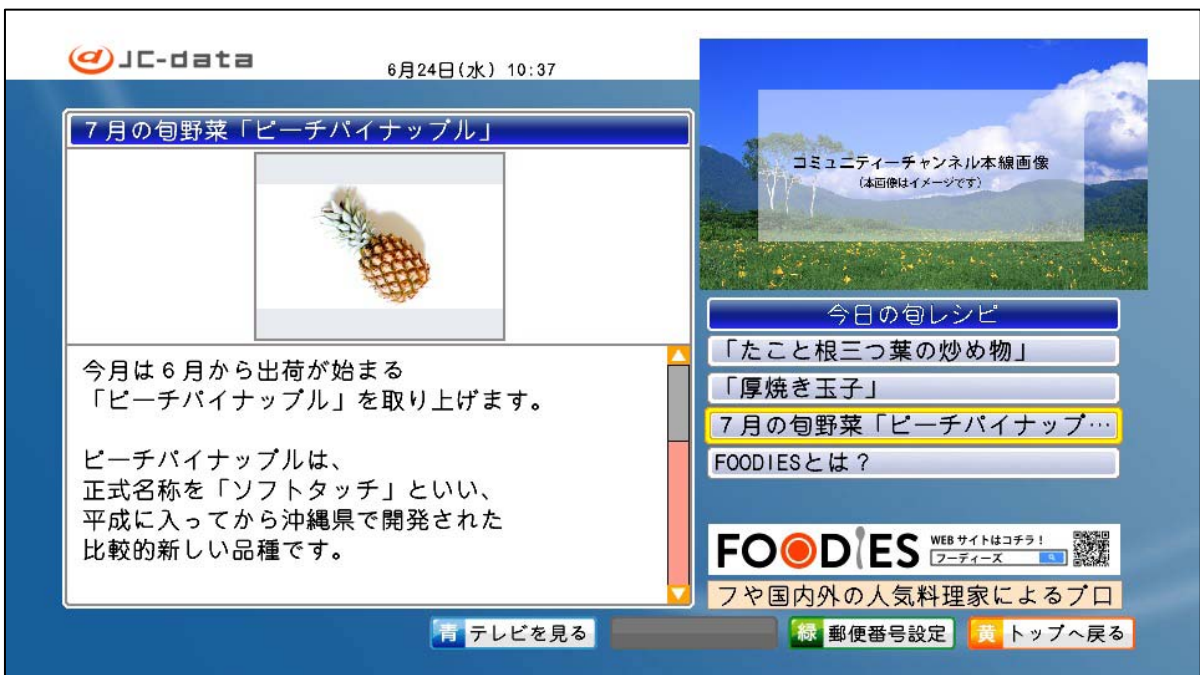 JC-data
6月24日(水) 10:37
7月の旬野菜「ピーチパイナップル」
今月は6月から出荷が始まる
「ピーチパイナップル」を取り上げます。
ピーチパイナップルは、
正式名称を「ソフトタッチ」といい、
平成に入ってから沖縄県で開発された
比較的新しい品種です。
コミュニティーチャンネル本線画像
(本画像はイメージです)
今日の旬レシピ
「たこと根三つ葉の炒め物」
「厚焼き玉子」
7月の旬野菜「ピーチパイナップ…
FOODIESとは?
FOODIES
WEBサイトはコチラ!
フーディーズ
フや国内外の人気料理家によるプロ
青 テレビを見る
緑 郵便番号設定
黄 トップへ戻る